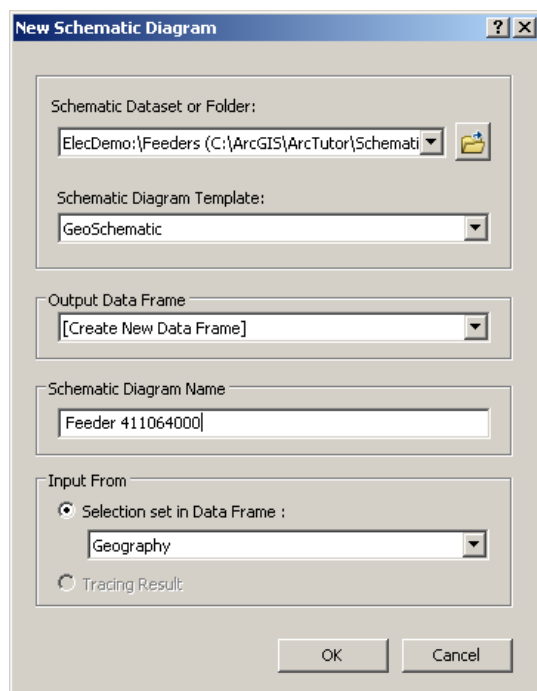 New Schematic Diagram
Schematic Dataset or Folder:
ElecDemo:\Feeders (C:\ArcGIS\ArcTutor\Schemati
Schematic Diagram Template:
GeoSchematic
Output Data Frame
[Create New Data Frame]
Schematic Diagram Name
Feeder 411064000
Input From
Selection set in Data Frame :
Geography
Tracing Result
OK Cancel